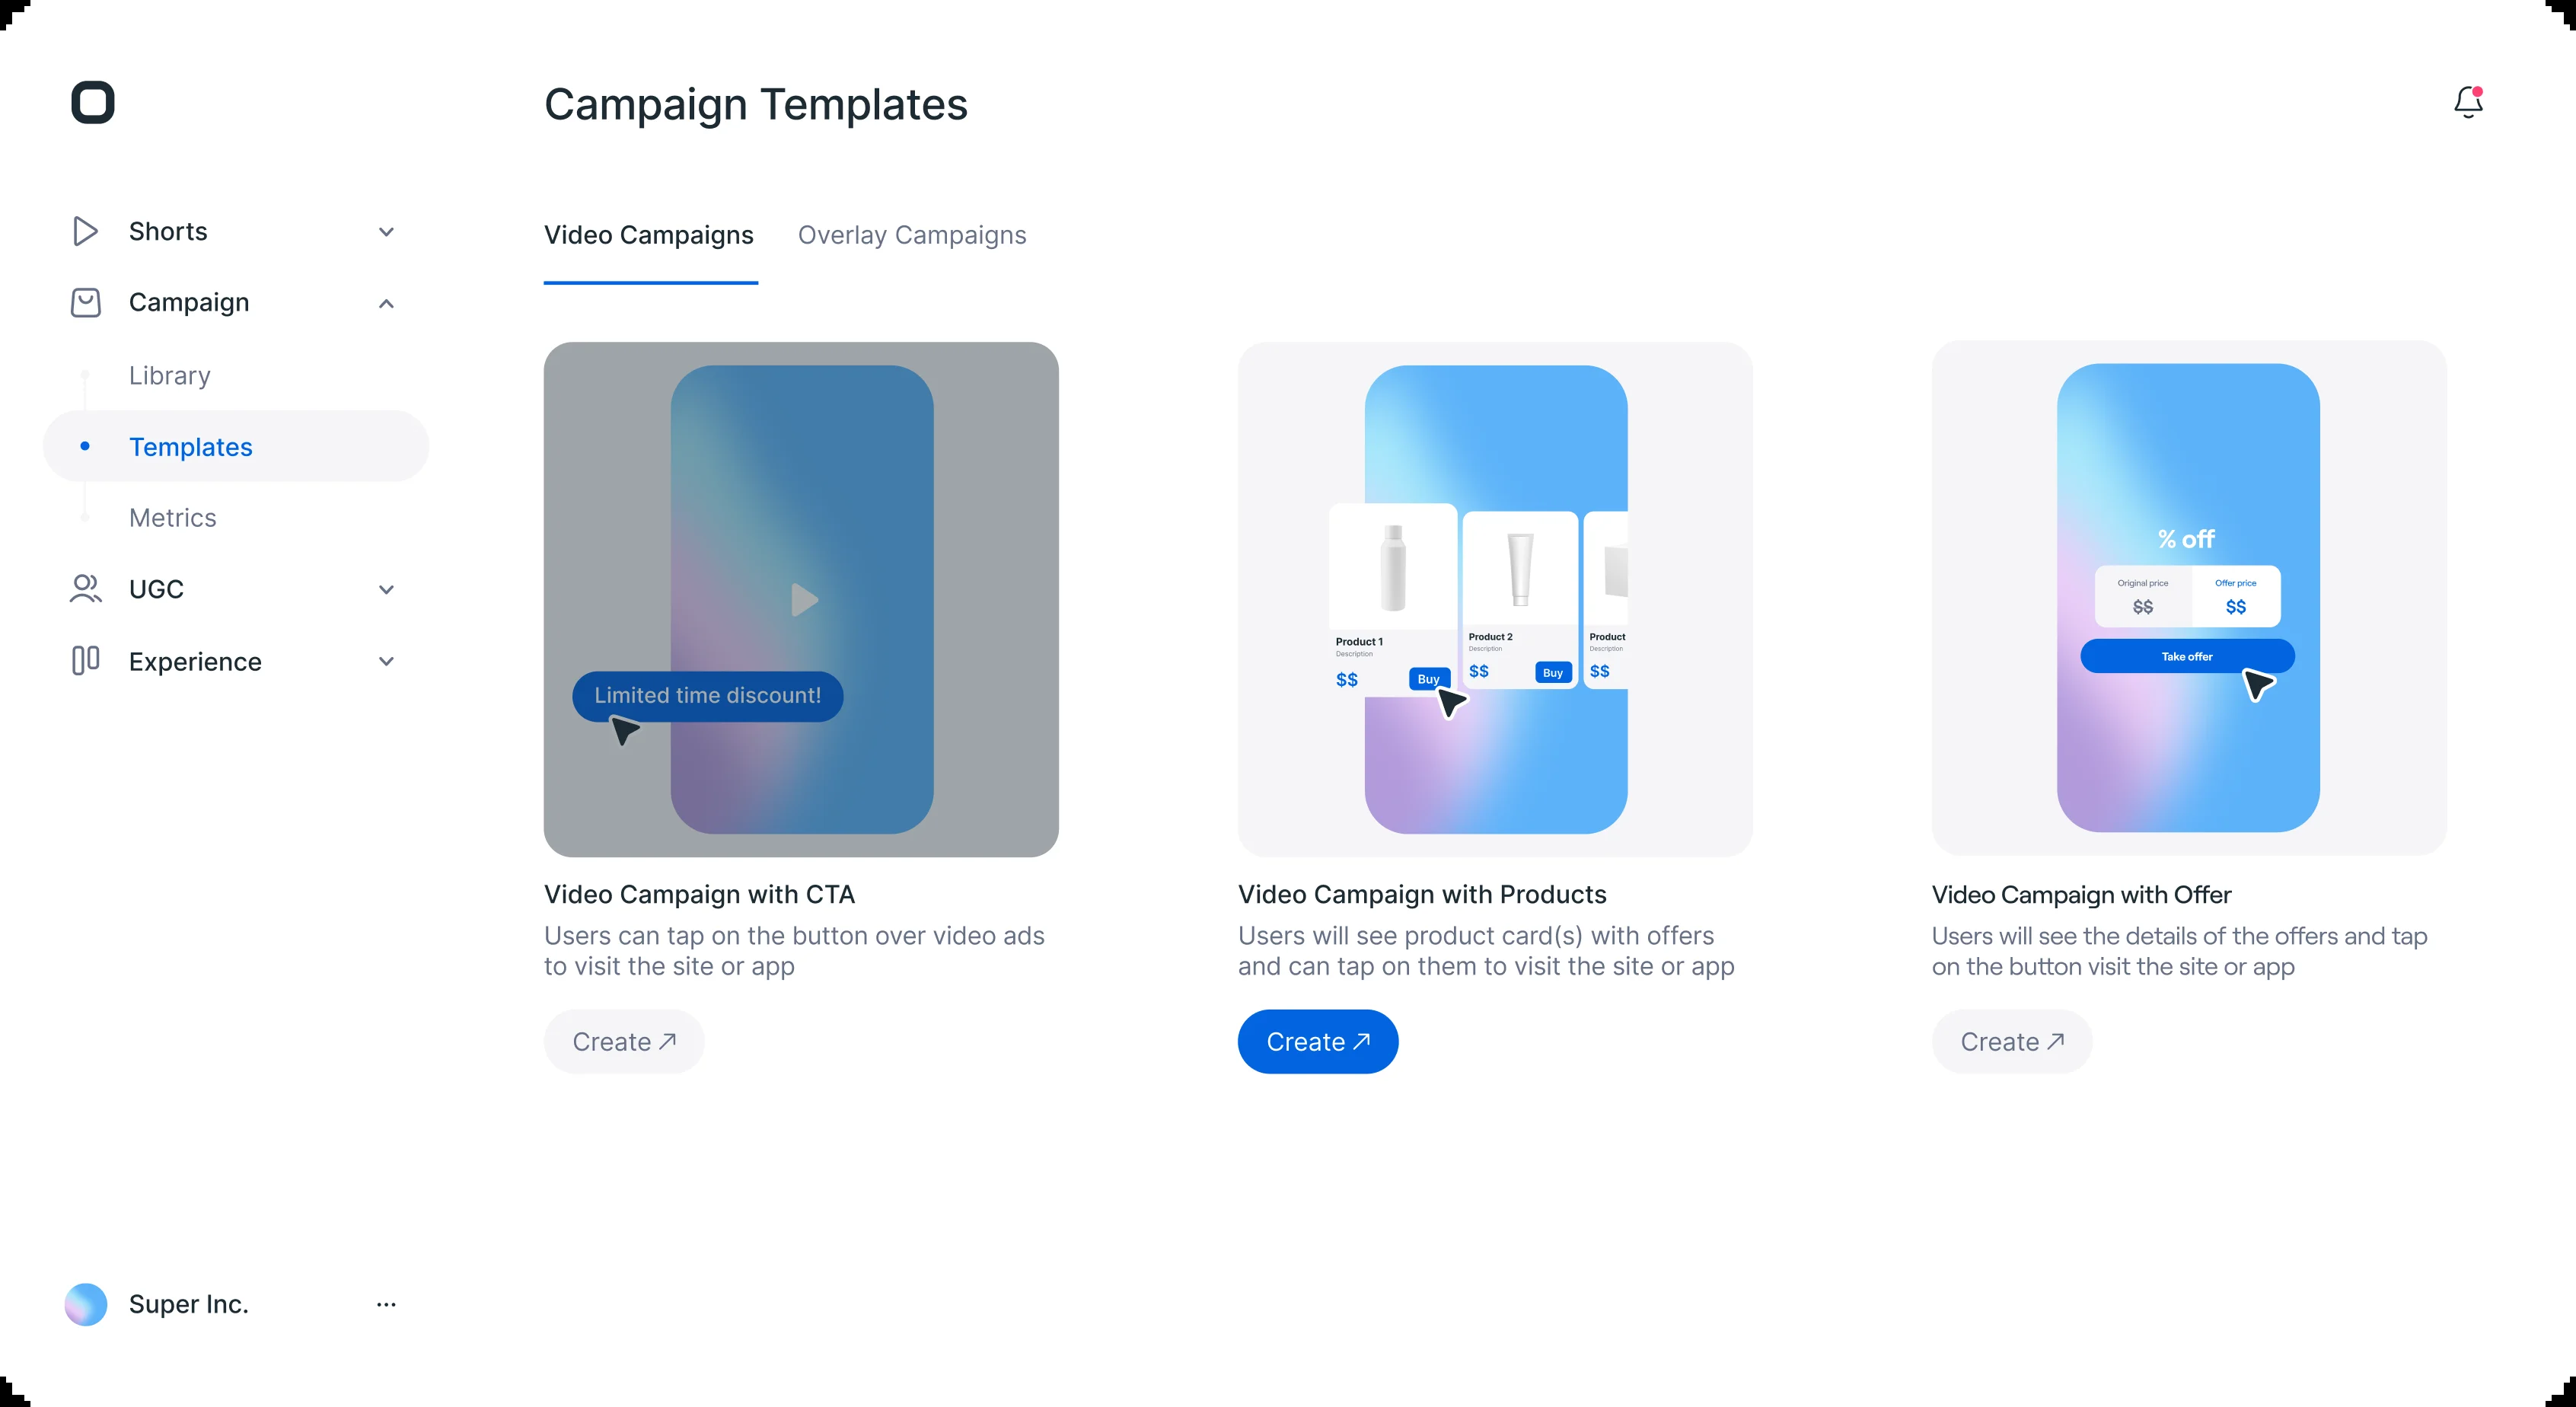 Campaign Templates
Shorts
Campaign
Library
Templates
Metrics
UGC
Experience
Super Inc.
Video Campaigns
Overlay Campaigns
Limited time discount!
Video Campaign with CTA
Users can tap on the button over video ads
to visit the site or app
Create
Product 1
Description
$$
Buy
Product 2
Description
$$
Buy
Product
Description
$$
Video Campaign with Products
Users will see product card(s) with offers
and can tap on them to visit the site or app
Create
% off
Original price
$$
Offer price
$$
Take offer
Video Campaign with Offer
Users will see the details of the offers and tap
on the button visit the site or app
Create